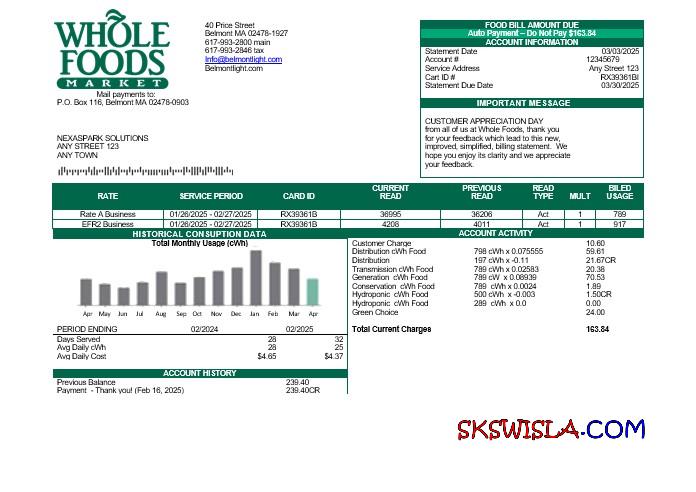 WHOLE
FOODS
MARKET
Mail payments to:
P.O. Box 116, Belmont MA 02478-0903
40 Price Street
Belmont MA 02478-1927
617-993-2800 main
617-993-2846 tax
Info@belmontlight.com
Belmontlight.com
FOOD BILL AMOUNT DUE
Auto Payment – Do Not Pay $163.84
ACCOUNT INFORMATION
Statement Date 03/03/2025
Account # 12345679
Service Address Any Street 123
Cart ID # RX39361BI
Statement Due Date 03/30/2025
IMPORTANT MESSAGE
CUSTOMER APPRECIATION DAY
from all of us at Whole Foods, thank you
for your feedback which lead to this new,
improved, simplified, billing statement. We
hope you enjoy its clarity and we appreciate
your feedback.
NEXASPARK SOLUTIONS
ANY STREET 123
ANY TOWN
RATE SERVICE PERIOD CARD ID CURRENT READ PREVIOUS READ READ TYPE MULT BILLED USAGE
Rate A Business 01/26/2025 - 02/27/2025 RX39361B 36995 36206 Act 1 789
EFR2 Business 01/26/2025 - 02/27/2025 RX39361B 4208 4011 Act 1 917
HISTORICAL CONSUPTION DATA
Total Monthly Usage (cWh)
Apr May Jun Jul Aug Sep Oct Nov Dec Jan Feb Mar Apr
PERIOD ENDING 02/2024 02/2025
Days Served 28 32
Avg Daily cWh 28 25
Avg Daily Cost $4.65 $4.37
ACCOUNT HISTORY
Previous Balance 239.40
Payment - Thank you! (Feb 16, 2025) 239.40CR
ACCOUNT ACTIVITY
Customer Charge 10.60
Distribution cWh Food 798 cWh x 0.075555 59.61
Distribution 197 cWh x -0.11 21.67CR
Transmission cWh Food 789 cWh x 0.02583 20.38
Generation cWh Food 789 cW x 0.08939 70.53
Conservation cWh Food 789 cWh x 0.0024 1.89
Hydroponic cWh Food 500 cWh x -0.003 1.50CR
Hydroponic cWh Food 289 cWh x 0.0 0.00
Green Choice 24.00
Total Current Charges 163.84
SKSWISLA.COM